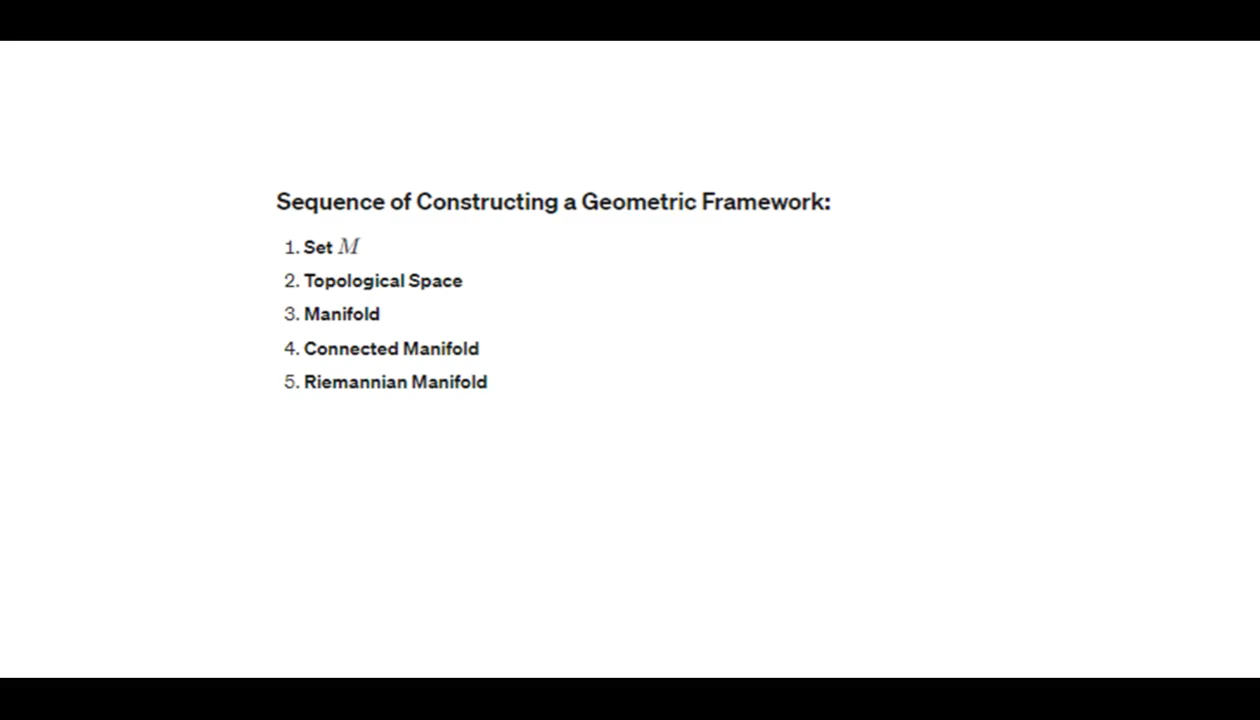 Sequence of Constructing a Geometric Framework:
1. Set M
2. Topological Space
3. Manifold
4. Connected Manifold
5. Riemannian Manifold